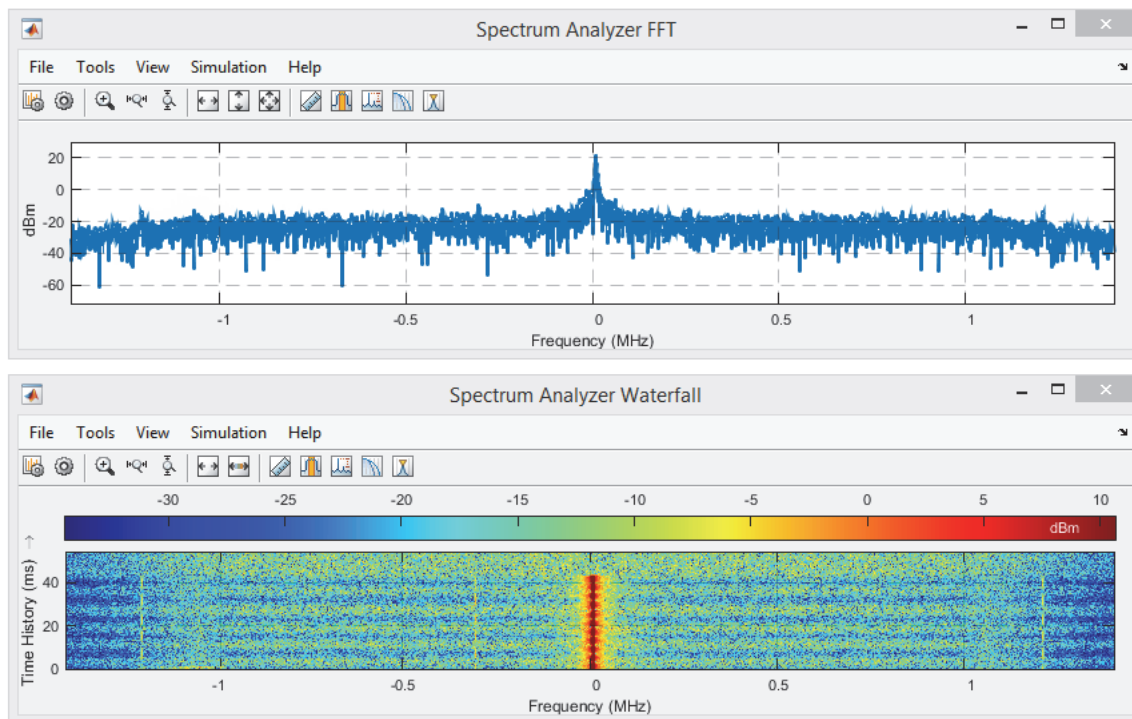 Spectrum Analyzer FFT
File Tools View Simulation Help
20
0
-20
-40
-60
dBm
-1 -0.5 0 0.5 1
Frequency (MHz)
Spectrum Analyzer Waterfall
File Tools View Simulation Help
-30 -25 -20 -15 -10 -5 0 5 10
dBm
Time History (ms)
40
20
0
-1 -0.5 0 0.5 1
Frequency (MHz)